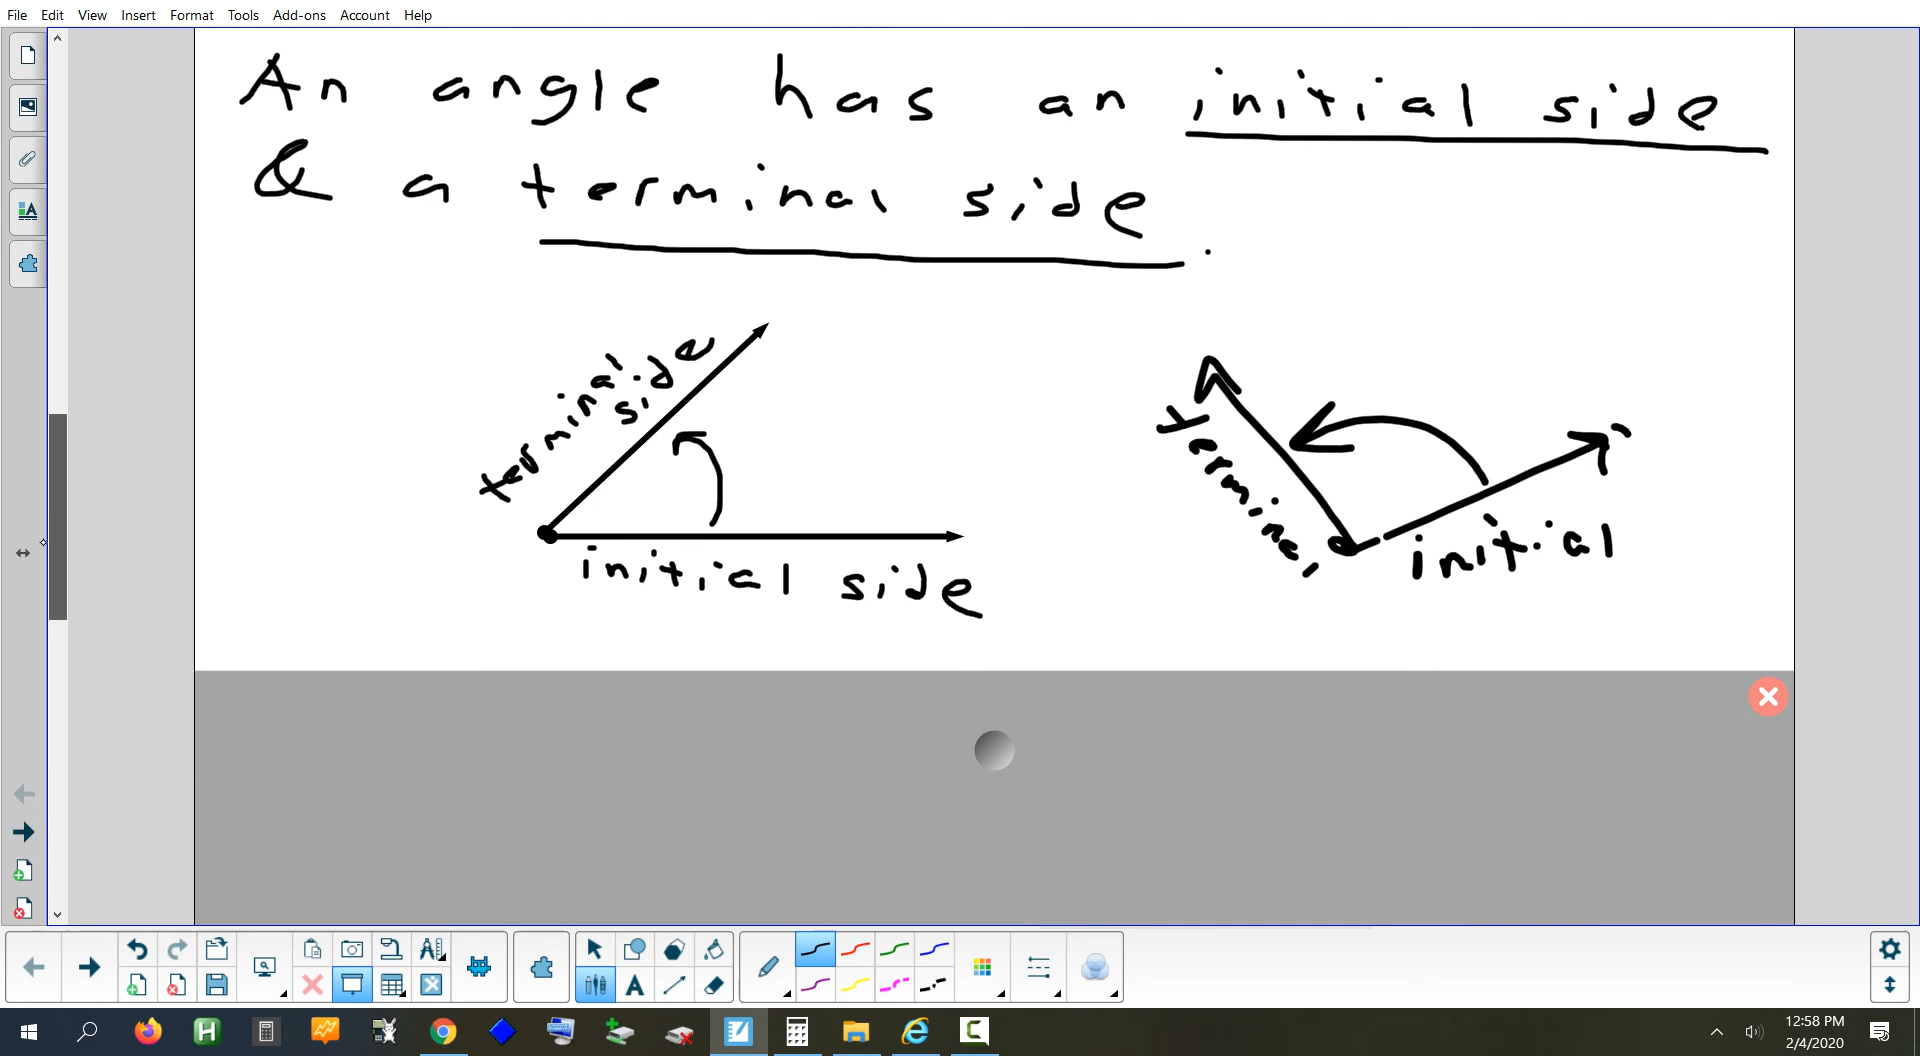 File Edit View Insert Format Tools Add-ons Account Help
An angle has an initial side
& a terminal side.
terminal side
initial side
terminal
initial
12:58 PM
2/4/2020